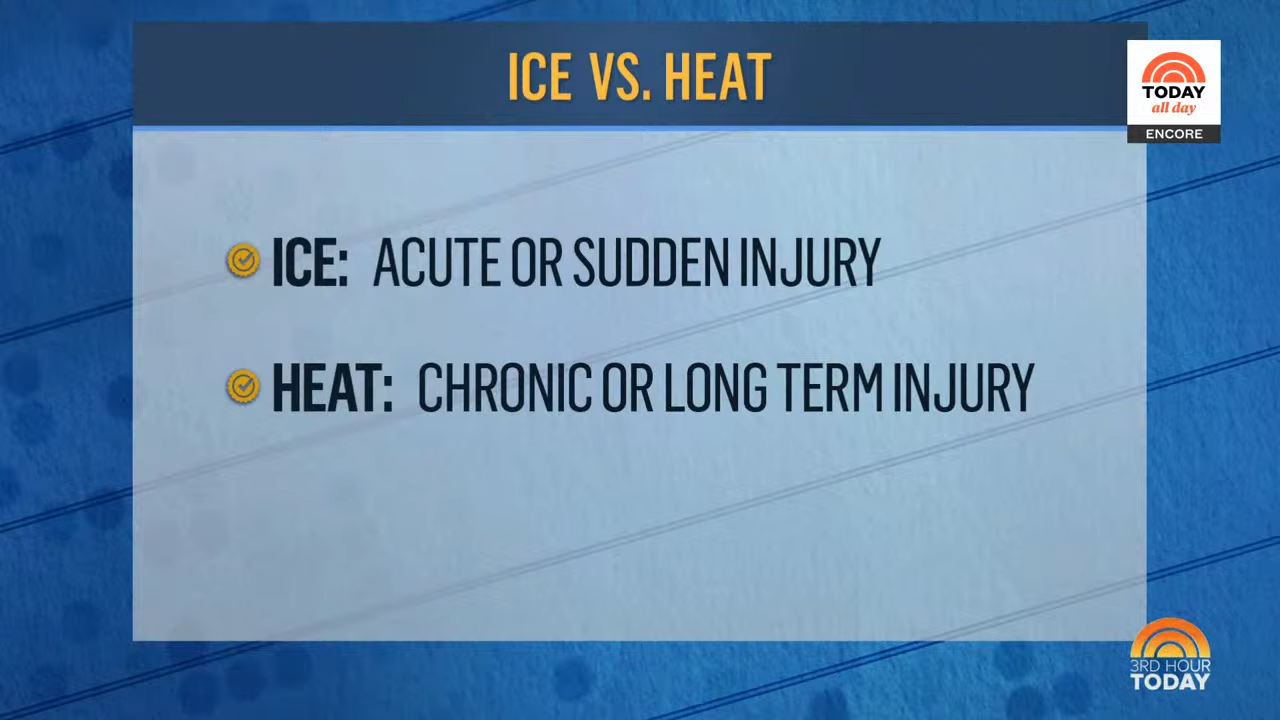 ICE VS. HEAT
TODAY
all day
ENCORE
ICE: ACUTE OR SUDDEN INJURY
HEAT: CHRONIC OR LONG TERM INJURY
3RD HOUR
TODAY